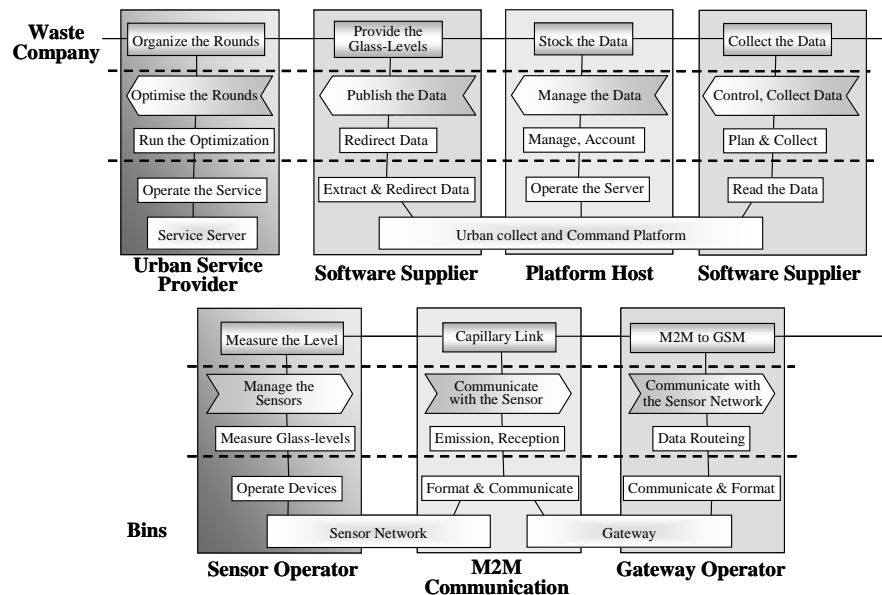 Waste
Company
Organize the Rounds
Provide the
Glass-Levels
Stock the Data
Collect the Data
Optimise the Rounds
Publish the Data
Manage the Data
Control, Collect Data
Run the Optimization
Redirect Data
Manage, Account
Plan & Collect
Operate the Service
Extract & Redirect Data
Operate the Server
Read the Data
Service Server
Urban collect and Command Platform
Urban Service
Provider
Software Supplier
Platform Host
Software Supplier
Measure the Level
Capillary Link
M2M to GSM
Manage the
Sensors
Communicate
with the Sensor
Communicate with
the Sensor Network
Measure Glass-levels
Emission, Reception
Data Routeing
Operate Devices
Format & Communicate
Communicate & Format
Bins
Sensor Network
Gateway
Sensor Operator
M2M
Communication
Gateway Operator